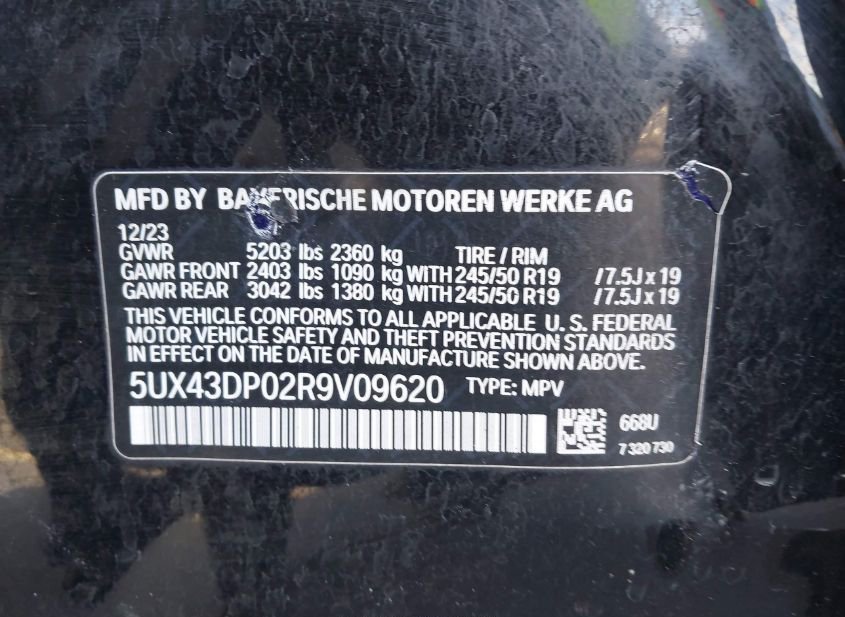 MFD BY BAYERISCHE MOTOREN WERKE AG
12/23
GVWR 5203 lbs 2360 kg TIRE / RIM
GAWR FRONT 2403 lbs 1090 kg WITH 245/50 R19 / 7.5J x 19
GAWR REAR 3042 lbs 1380 kg WITH 245/50 R19 / 7.5J x 19
THIS VEHICLE CONFORMS TO ALL APPLICABLE U. S. FEDERAL
MOTOR VEHICLE SAFETY AND THEFT PREVENTION STANDARDS
IN EFFECT ON THE DATE OF MANUFACTURE SHOWN ABOVE.
5UX43DP02R9V09620 TYPE: MPV
668U
7 320 730